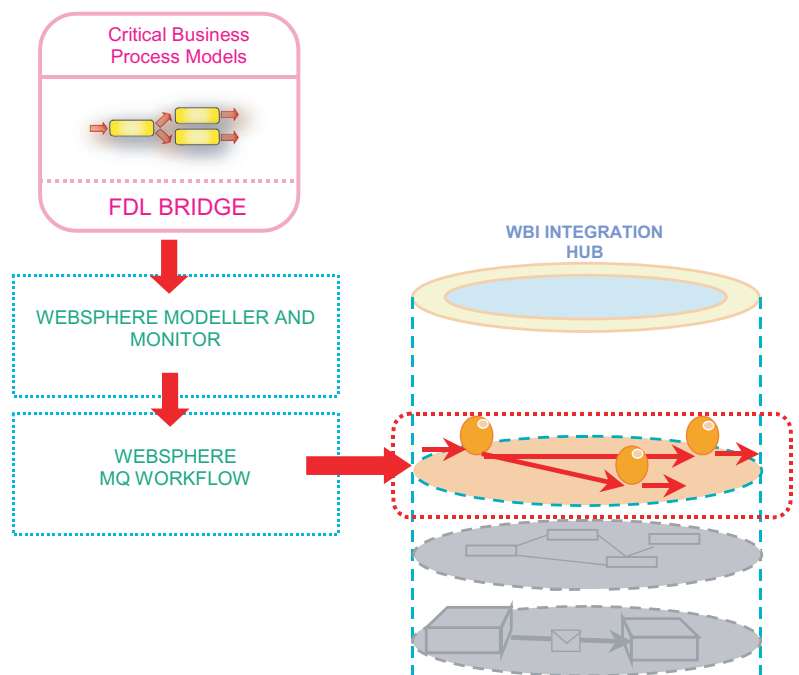 Critical Business
Process Models
FDL BRIDGE
WEBSPHERE MODELLER AND
MONITOR
WEBSPHERE
MQ WORKFLOW
WBI INTEGRATION
HUB